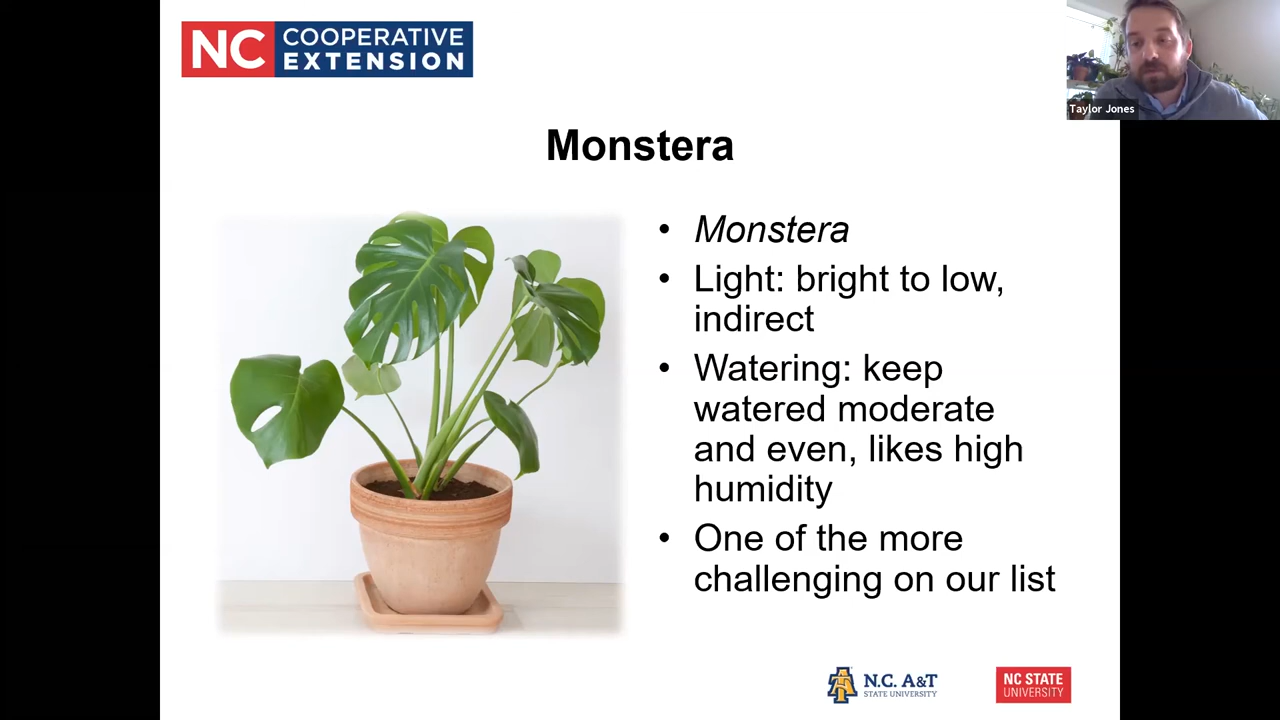 NC COOPERATIVE
EXTENSION
Taylor Jones
Monstera
• Monstera
• Light: bright to low,
indirect
• Watering: keep
watered moderate
and even, likes high
humidity
• One of the more
challenging on our list
N.C. A&T
STATE UNIVERSITY
NC STATE
UNIVERSITY